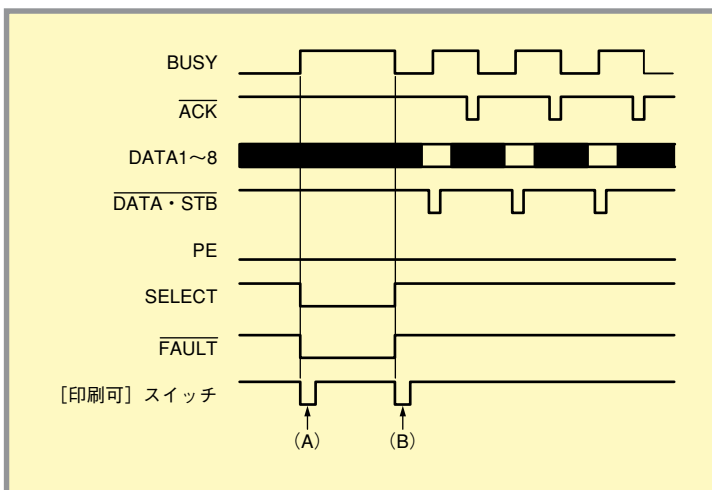 BUSY
ACK
DATA1～8
DATA・STB
PE
SELECT
FAULT
［印刷可］スイッチ
（A）
（B）